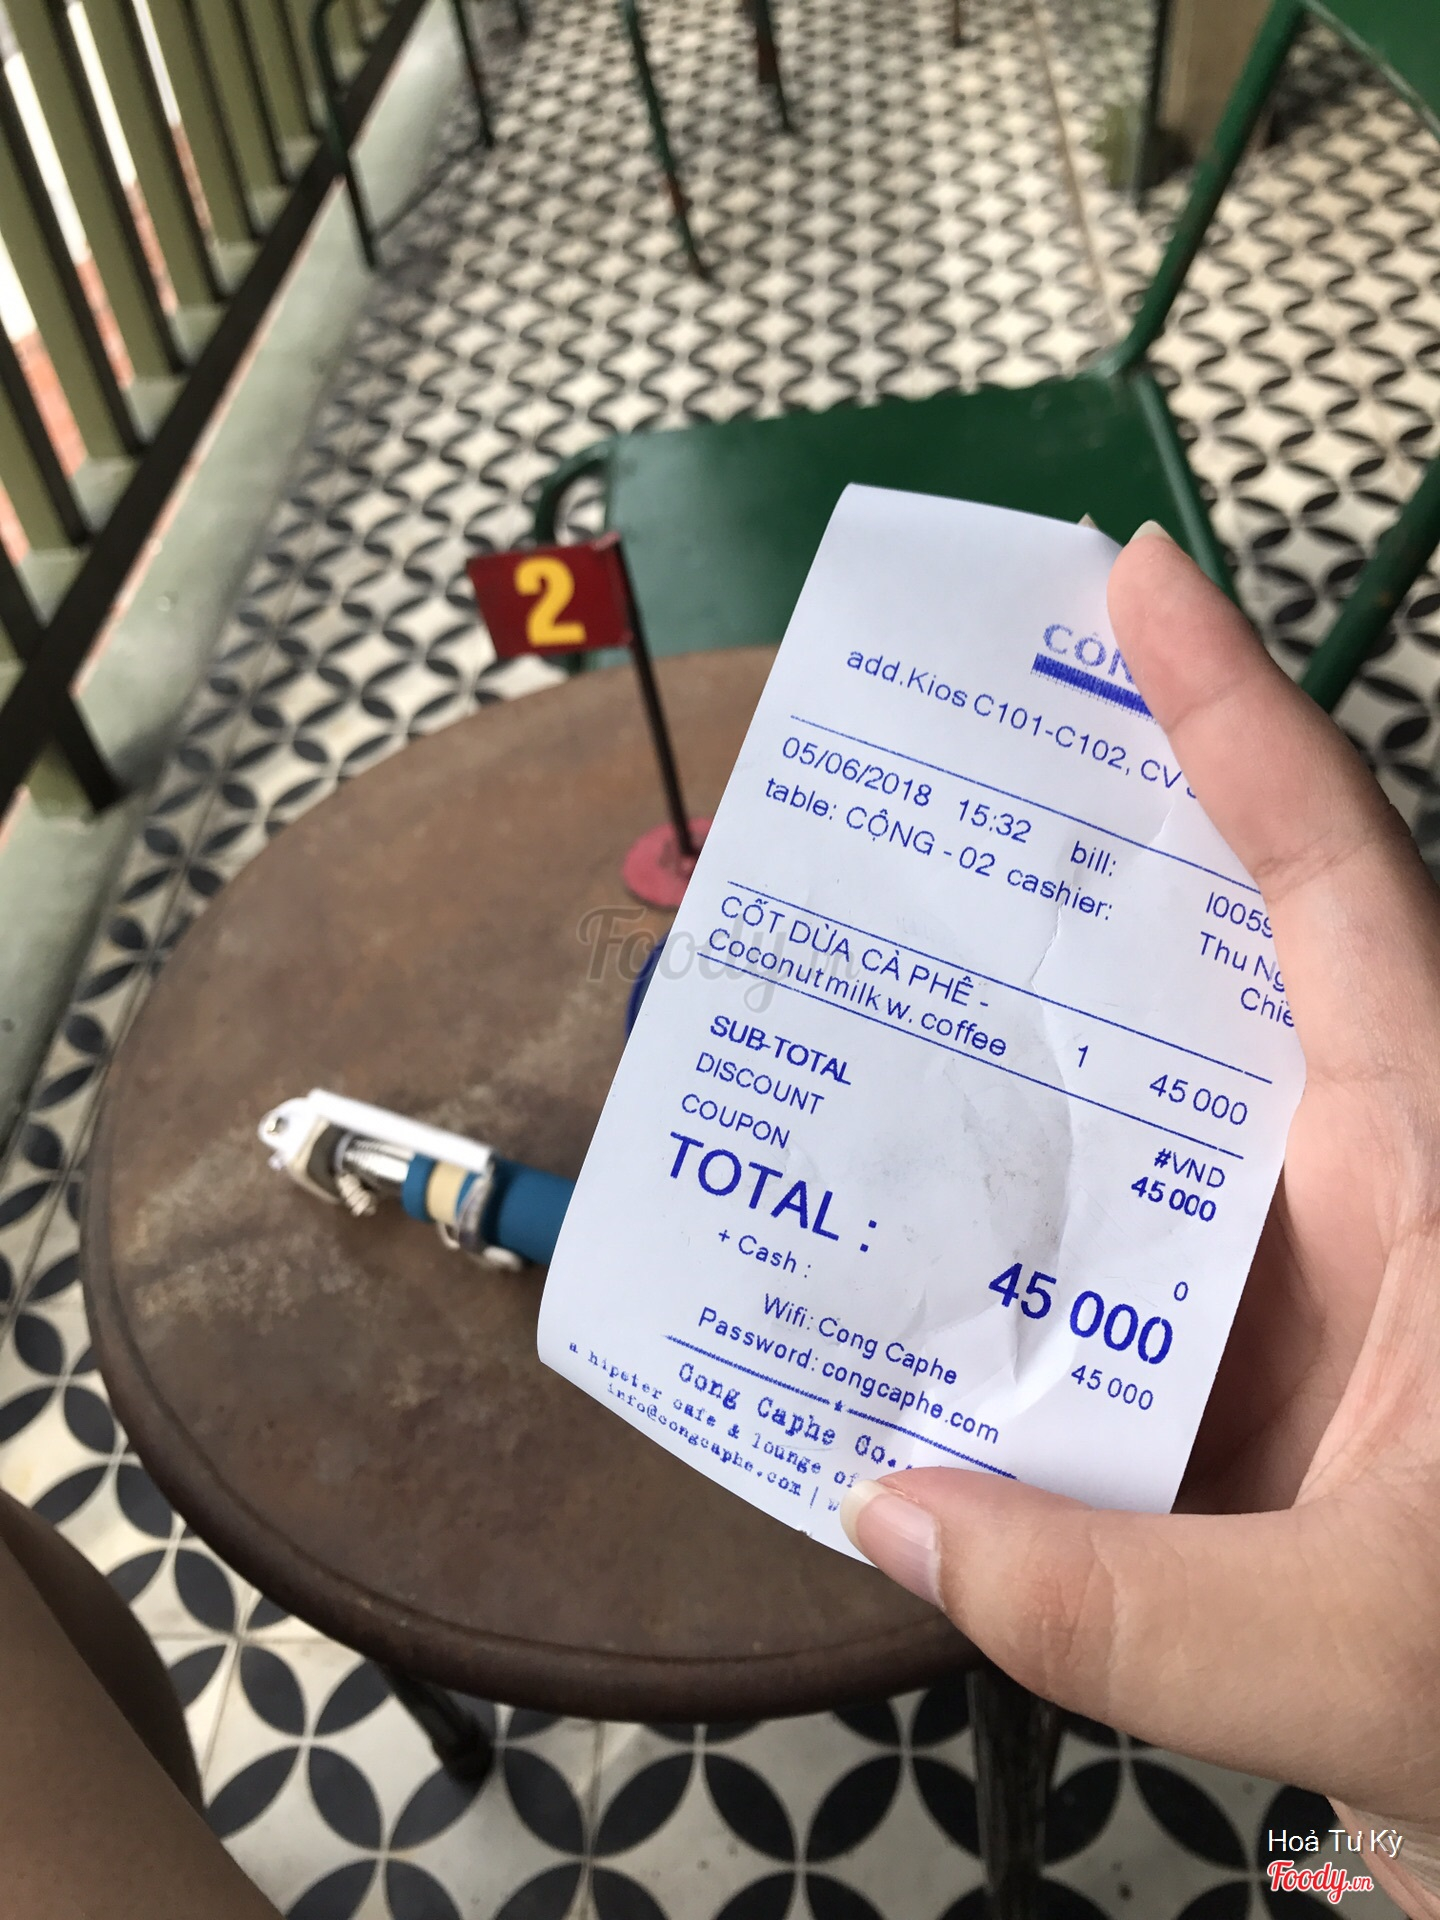 2
CỘN
add.Kios C101-C102, CV
05/06/2018 15:32 bill: I0059
table: CỘNG - 02 cashier: Thu Ng
Chiề
CỐT DỪA CÀ PHÊ -
Coconutmilk w. coffee 1 45 000
#VND
SUB-TOTAL 45 000
DISCOUNT
COUPON 0
TOTAL : 45 000
+ Cash : 45 000
Wifi: Cong Caphe
Password: congcaphe.com
Cong Caphe Co.,
a hipster cafe & lounge of
info@congcaphe.com | w
Foody.vn
Hoả Tư Kỳ
Foody.vn